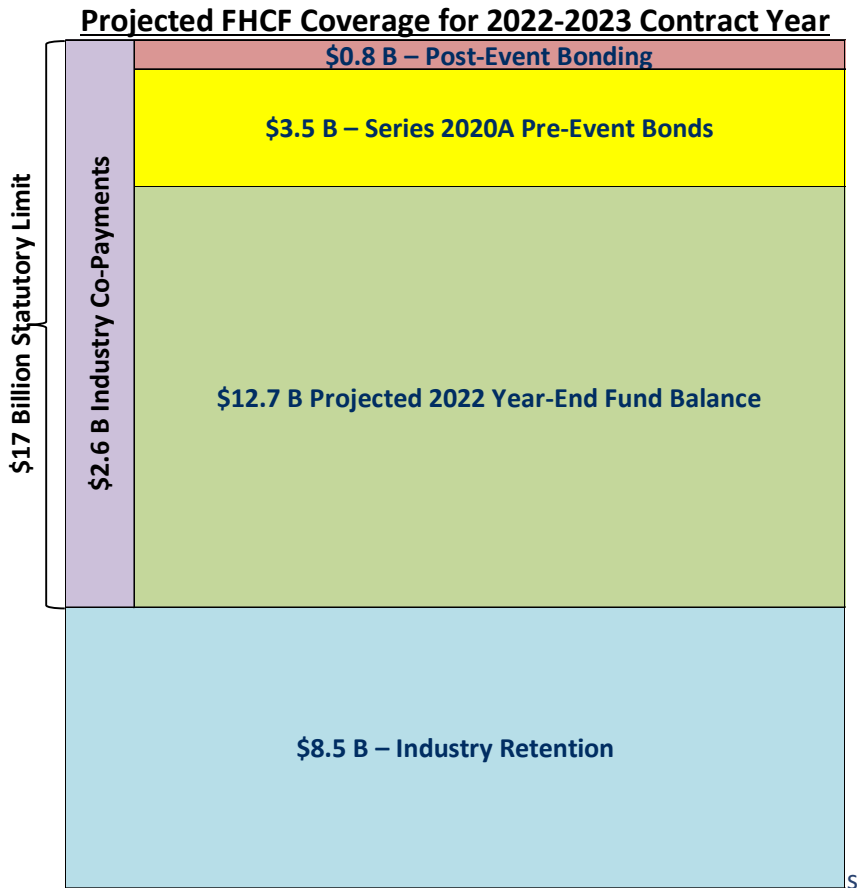 Projected FHCF Coverage for 2022-2023 Contract Year
$0.8 B – Post-Event Bonding
$3.5 B – Series 2020A Pre-Event Bonds
$17 Billion Statutory Limit
$2.6 B Industry Co-Payments
$12.7 B Projected 2022 Year-End Fund Balance
$8.5 B – Industry Retention
S